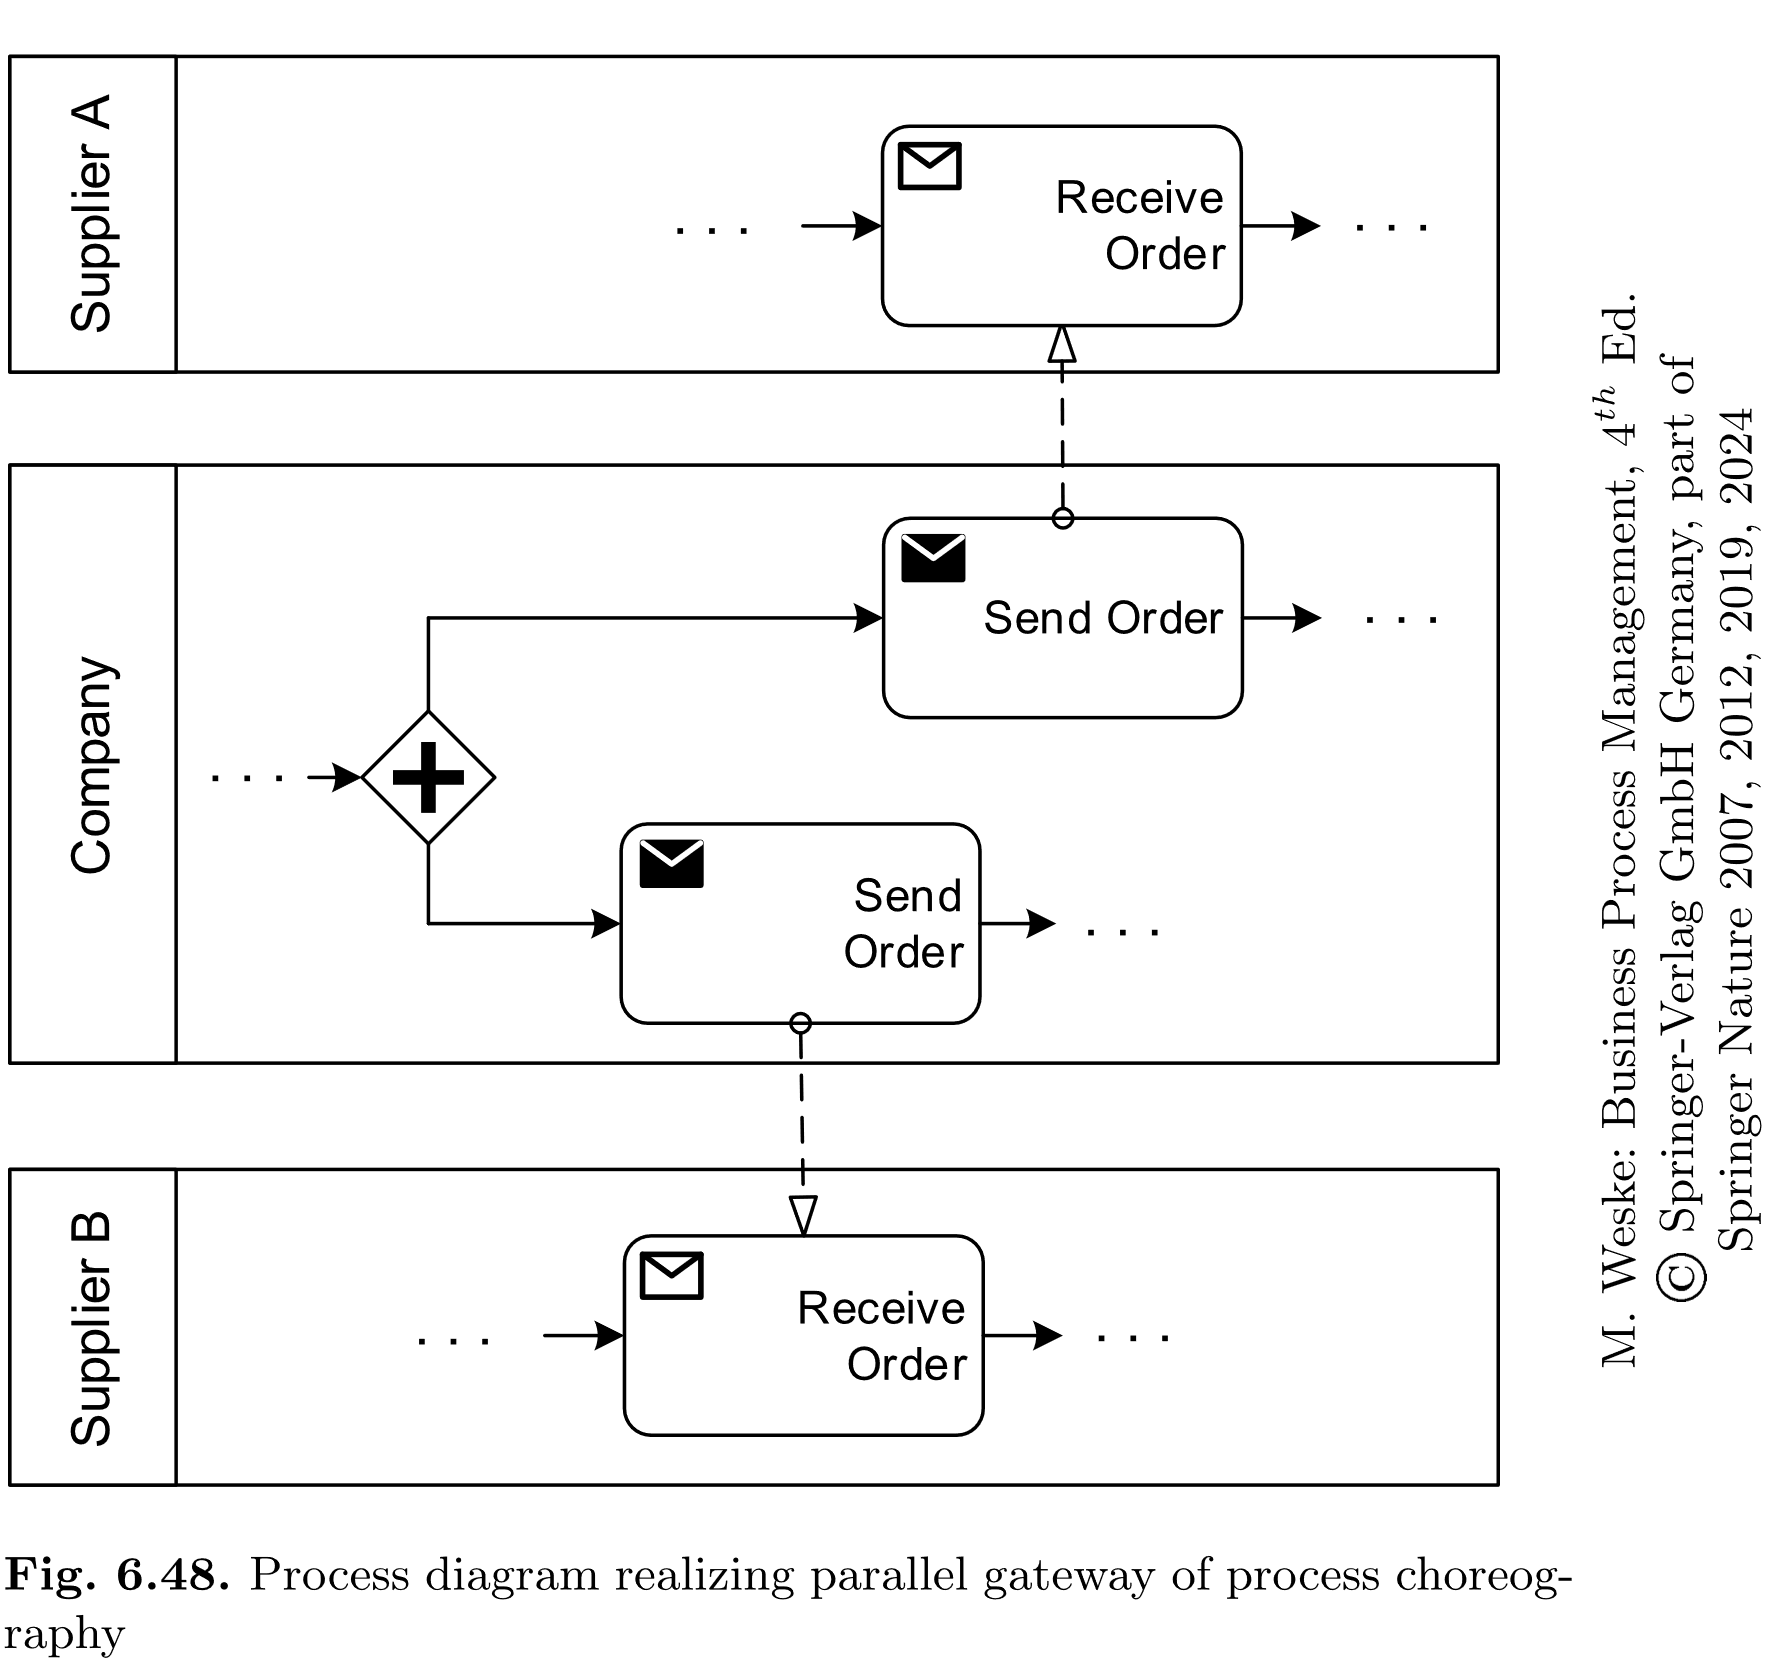 Supplier A
Receive
Order
Company
Send Order
Send
Order
Supplier B
Receive
Order
M. Weske: Business Process Management, 4th Ed.
© Springer-Verlag GmbH Germany, part of
Springer Nature 2007, 2012, 2019, 2024
Fig. 6.48. Process diagram realizing parallel gateway of process choreog-
raphy